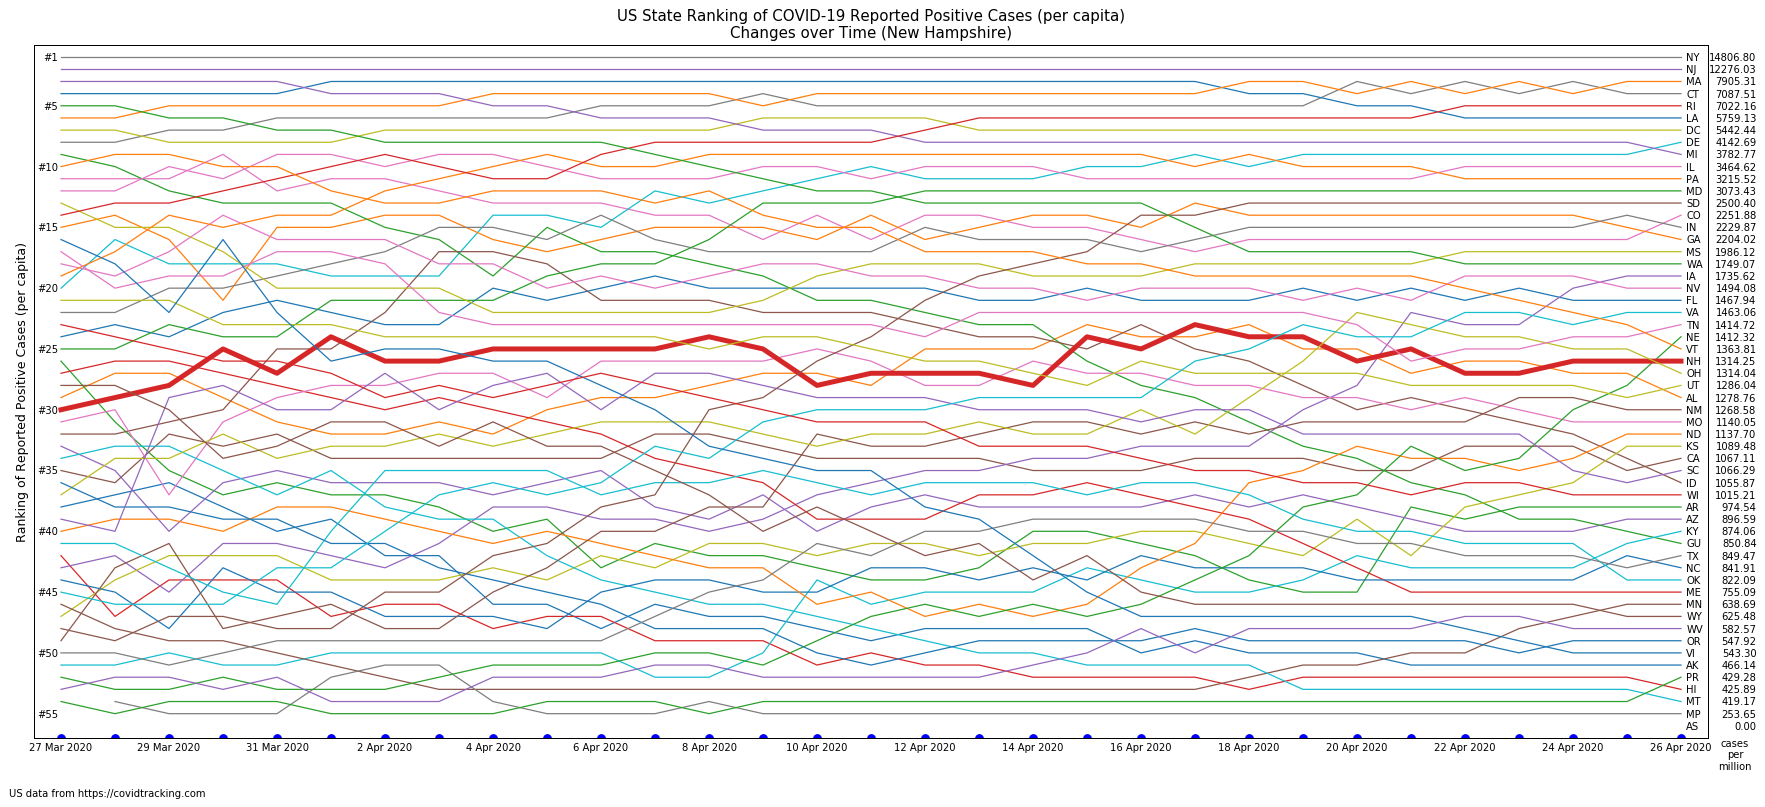 US State Ranking of COVID-19 Reported Positive Cases (per capita)
Changes over Time (New Hampshire)
Ranking of Reported Positive Cases (per capita)
#1
#5
#10
#15
#20
#25
#30
#35
#40
#45
#50
#55
NY 14806.80
NJ 12276.03
MA 7905.31
CT 7087.51
RI 7022.16
LA 5759.13
DC 5442.44
DE 4142.69
MI 3782.77
IL 3464.62
PA 3215.52
MD 3073.43
SD 2500.40
CO 2251.88
IN 2229.87
GA 2204.02
MS 1986.12
WA 1749.07
IA 1735.62
NV 1494.08
FL 1467.94
VA 1463.06
TN 1414.72
NE 1412.32
VT 1363.81
NH 1314.25
OH 1314.04
UT 1286.04
AL 1278.76
NM 1268.58
MO 1140.05
ND 1137.70
KS 1089.48
CA 1067.11
SC 1066.29
ID 1055.87
WI 1015.21
AR 974.54
AZ 896.59
KY 874.06
GU 850.84
TX 849.47
NC 841.91
OK 822.09
ME 755.09
MN 638.69
WY 625.48
WV 582.57
OR 547.92
VI 543.30
AK 466.14
PR 429.28
HI 425.89
MT 419.17
MP 253.65
AS 0.00
27 Mar 2020 29 Mar 2020 31 Mar 2020 2 Apr 2020 4 Apr 2020 6 Apr 2020 8 Apr 2020 10 Apr 2020 12 Apr 2020 14 Apr 2020 16 Apr 2020 18 Apr 2020 20 Apr 2020 22 Apr 2020 24 Apr 2020 26 Apr 2020
cases
per
million
US data from https://covidtracking.com